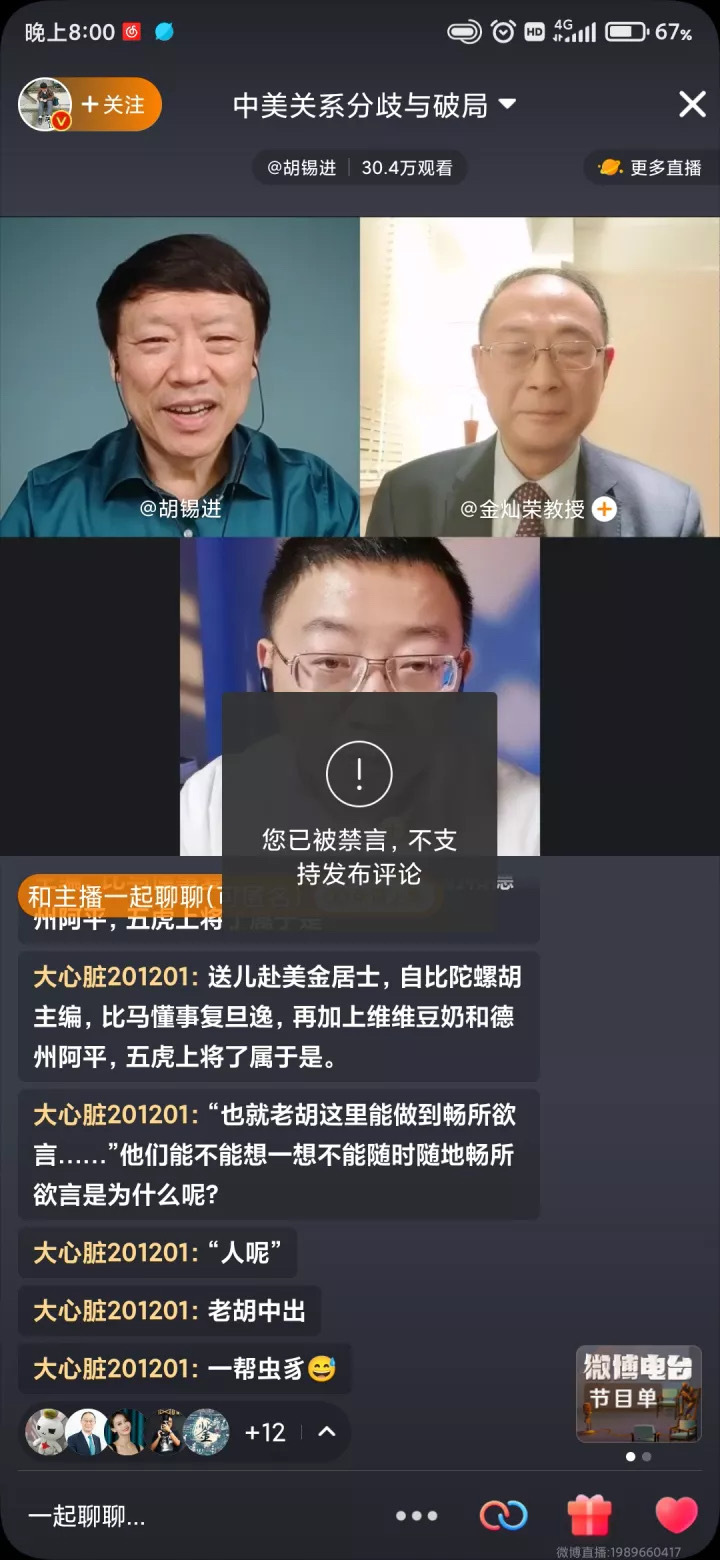 晚上8:00
HD
4G
67%
+关注
中美关系分歧与破局
@胡锡进
30.4万观看
更多直播
@胡锡进
@金灿荣教授
您已被禁言，不支
持发布评论
和主播一起聊聊(可匿名)
州阿平，五虎上将了属于是
大心脏201201: 送儿赴美金居士，自比陀螺胡
主编，比马懂事复旦逸，再加上维维豆奶和德
州阿平，五虎上将了属于是。
大心脏201201: “也就老胡这里能做到畅所欲
言……”他们能不能想一想不能随时随地畅所
欲言是为什么呢?
大心脏201201: “人呢”
大心脏201201: 老胡中出
大心脏201201: 一帮虫豸😅
+12
微博电台
节目单
一起聊聊...
微博直播:1989660417